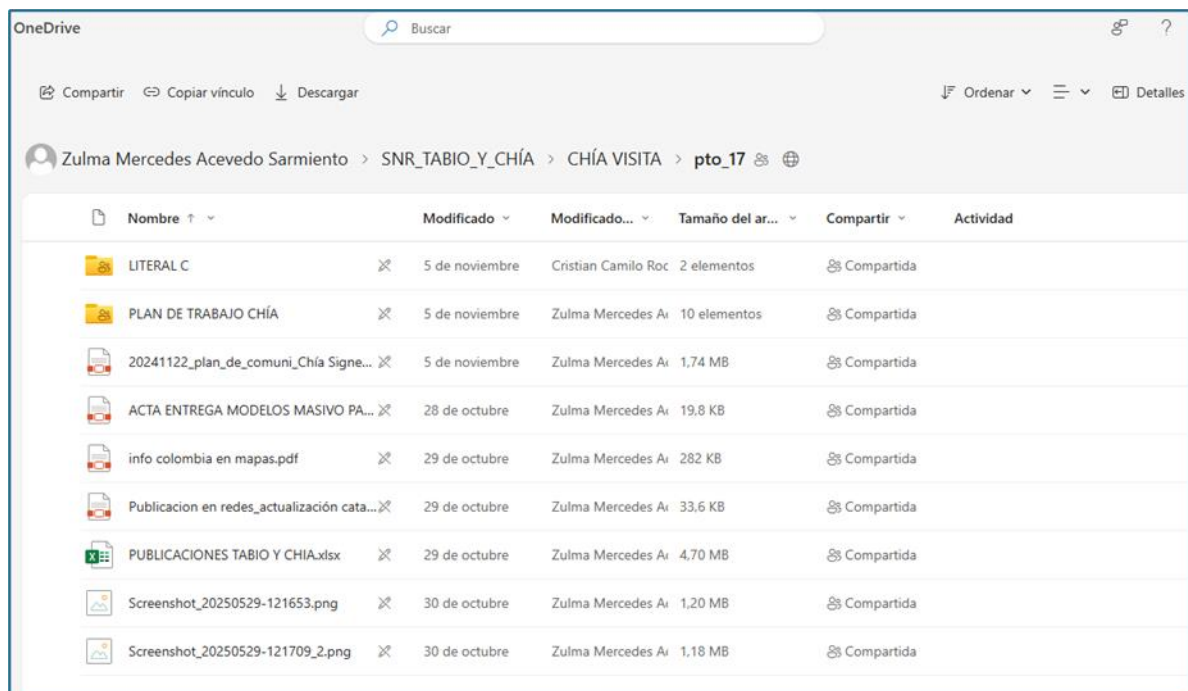 OneDrive Buscar ?
Compartir Copiar vínculo Descargar Ordenar Detalles
Zulma Mercedes Acevedo Sarmiento > SNR_TABIO_Y_CHÍA > CHÍA VISITA > pto_17
Nombre ↑ Modificado Modificado... Tamaño del ar... Compartir Actividad
LITERAL C 5 de noviembre Cristian Camilo Roc 2 elementos Compartida
PLAN DE TRABAJO CHÍA 5 de noviembre Zulma Mercedes A 10 elementos Compartida
20241122_plan_de_comuni_Chía Signe... 5 de noviembre Zulma Mercedes A 1,74 MB Compartida
ACTA ENTREGA MODELOS MASIVO PA... 28 de octubre Zulma Mercedes A 19,8 KB Compartida
info colombia en mapas.pdf 29 de octubre Zulma Mercedes A 282 KB Compartida
Publicacion en redes_actualización cata... 29 de octubre Zulma Mercedes A 33,6 KB Compartida
PUBLICACIONES TABIO Y CHIA.xlsx 29 de octubre Zulma Mercedes A 4,70 MB Compartida
Screenshot_20250529-121653.png 30 de octubre Zulma Mercedes A 1,20 MB Compartida
Screenshot_20250529-121709_2.png 30 de octubre Zulma Mercedes A 1,18 MB Compartida